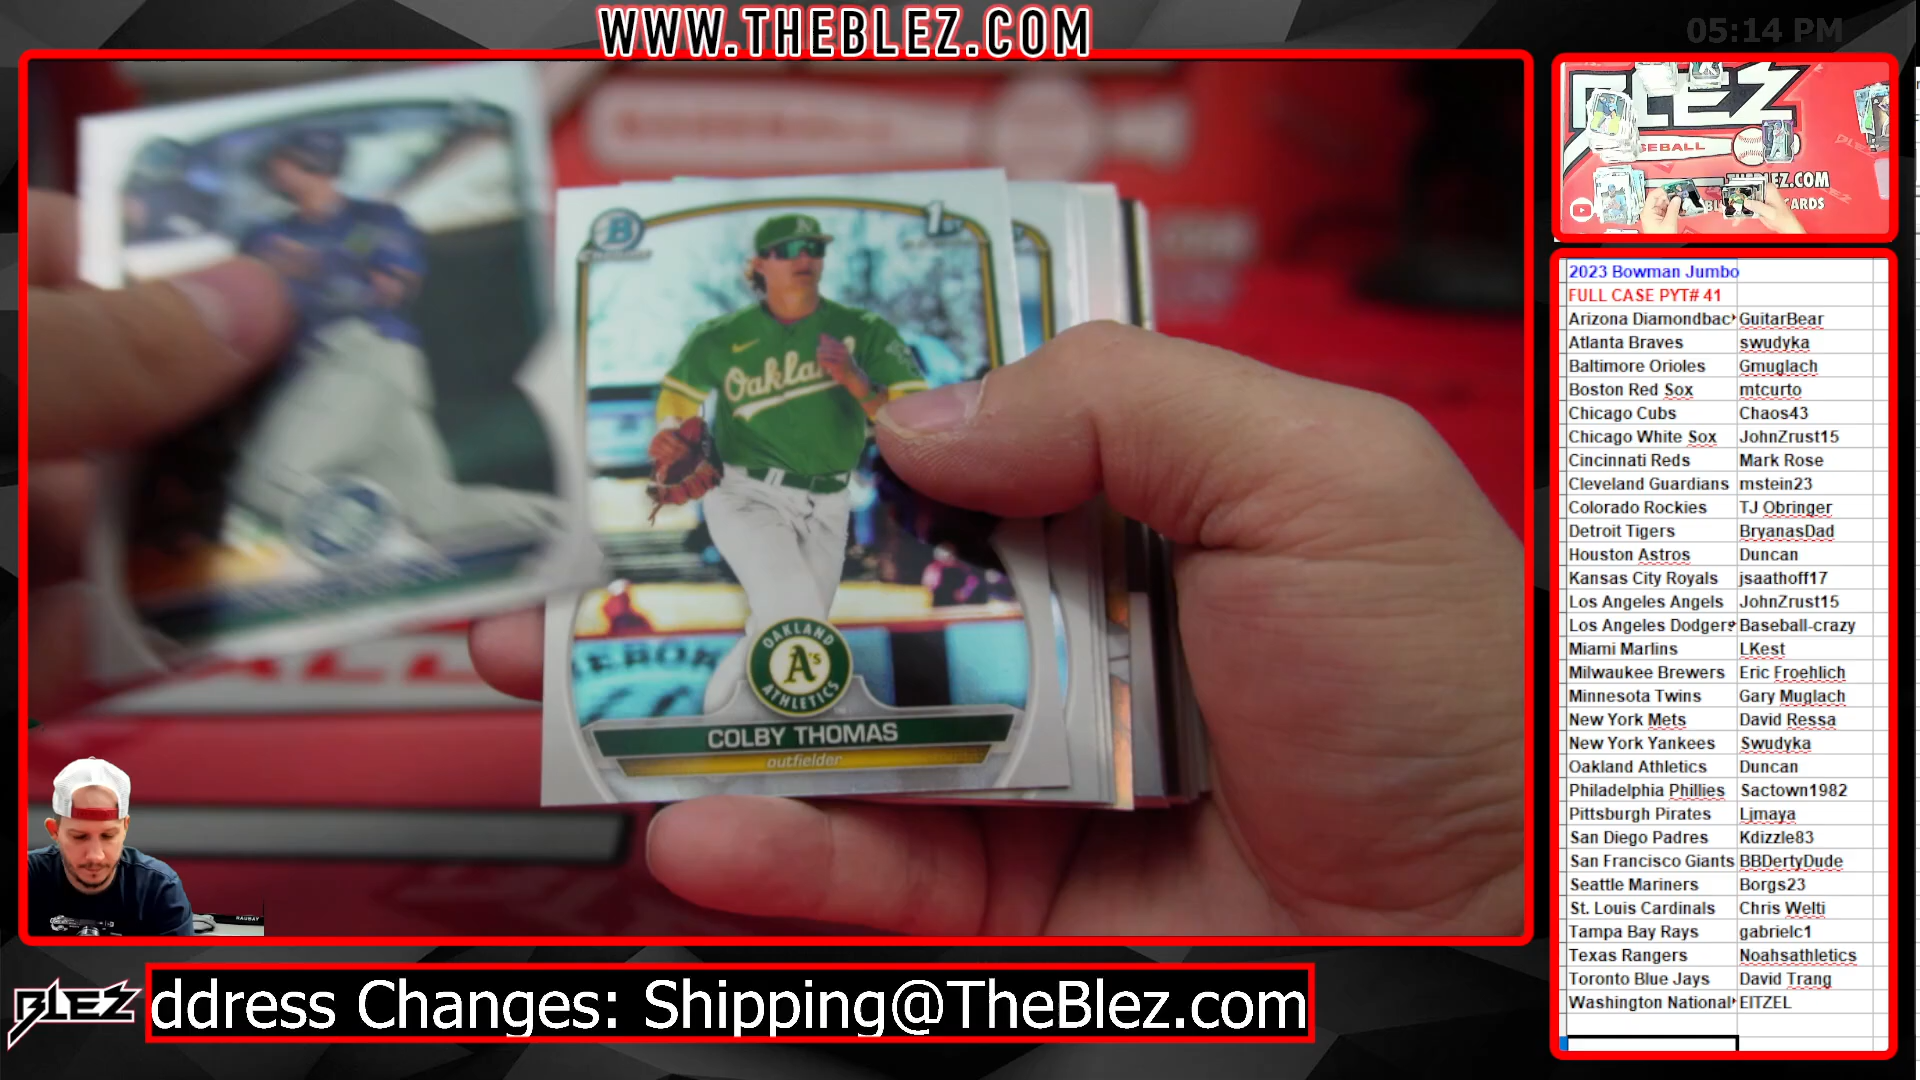 WWW.THEBLEZ.COM
05:14 PM
BLEZ
SEBALL
THEBLEZ.COM
CARDS
B
1ST
Oakland
OAKLAND
A's
ATHLETICS
COLBY THOMAS
outfielder
2023 Bowman Jumbo
FULL CASE PYT# 41
Arizona Diamondbac GuitarBear
Atlanta Braves swudyka
Baltimore Orioles Gmuglach
Boston Red Sox mtcurto
Chicago Cubs Chaos43
Chicago White Sox JohnZrust15
Cincinnati Reds Mark Rose
Cleveland Guardians mstein23
Colorado Rockies TJ Obringer
Detroit Tigers BryanasDad
Houston Astros Duncan
Kansas City Royals jsaathoff17
Los Angeles Angels JohnZrust15
Los Angeles Dodgers Baseball-crazy
Miami Marlins LKest
Milwaukee Brewers Eric Froehlich
Minnesota Twins Gary Muglach
New York Mets David Ressa
New York Yankees Swudyka
Oakland Athletics Duncan
Philadelphia Phillies Sactown1982
Pittsburgh Pirates Ljmaya
San Diego Padres Kdizzle83
San Francisco Giants BBDertyDude
Seattle Mariners Borgs23
St. Louis Cardinals Chris Welti
Tampa Bay Rays gabrielc1
Texas Rangers Noahsathletics
Toronto Blue Jays David Trang
Washington National EITZEL
BLEZ
ddress Changes: Shipping@TheBlez.com